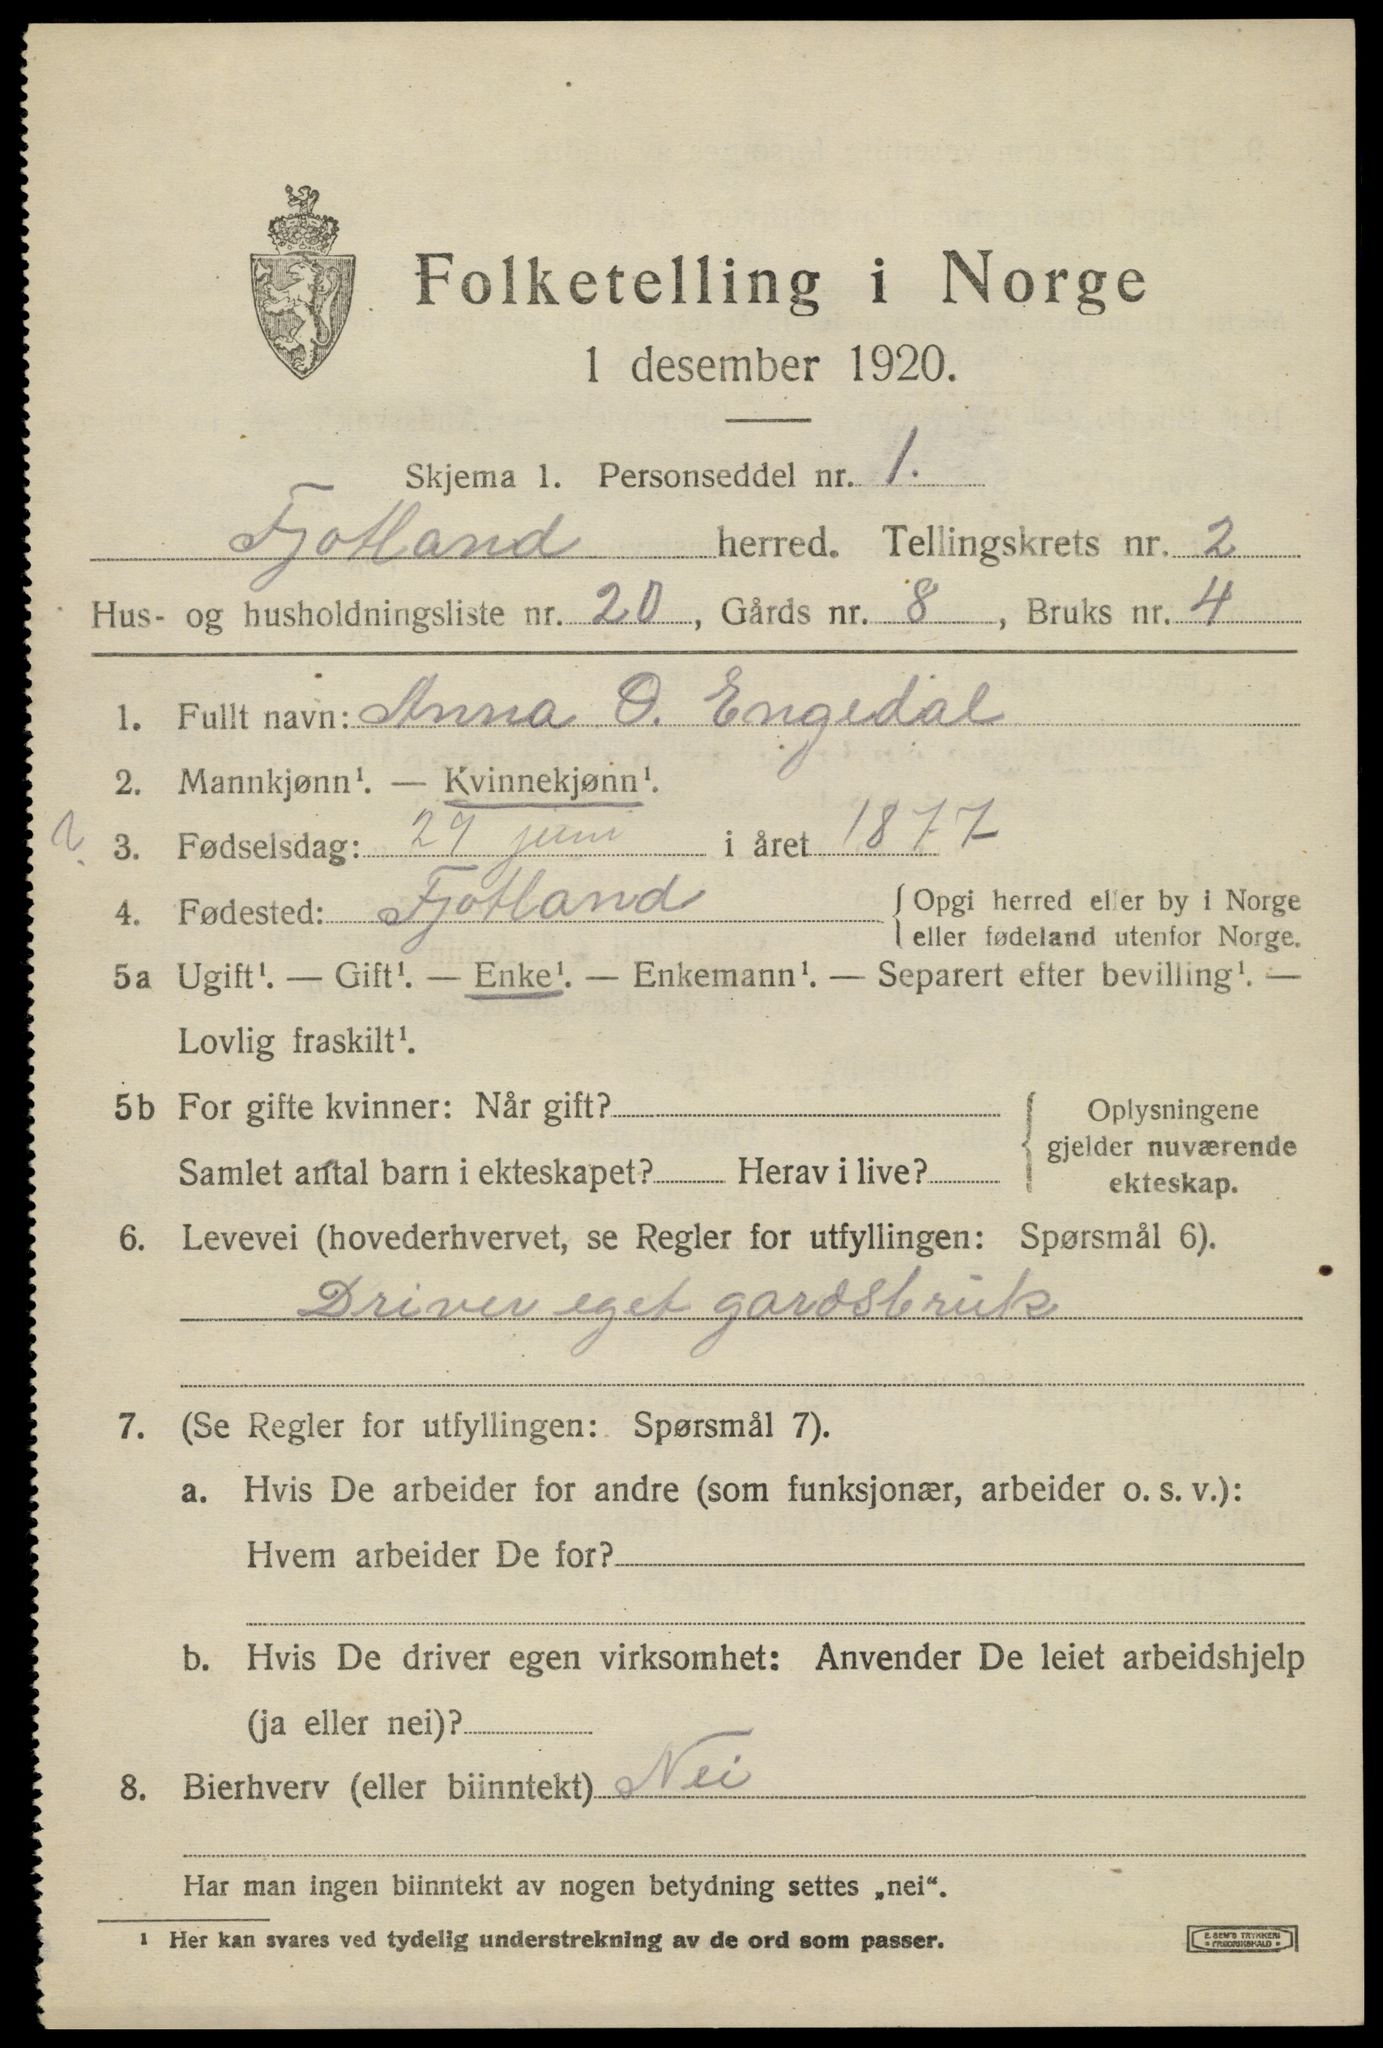 Folketelling i Norge
1 desember 1920.
Skjema 1. Personseddel nr. 1.
Fjotland herred. Tellingskrets nr. 2
Hus- og husholdningsliste nr. 20, Gårds nr. 8, Bruks nr. 4
1. Fullt navn: Anna O. Engedal
2. Mannkjønn¹. — Kvinnekjønn¹.
3. Fødselsdag: 29 juni i året 1877
4. Fødested: Fjotland { Opgi herred eller by i Norge
eller fødeland utenfor Norge.
5a Ugift¹. — Gift¹. — Enke¹. — Enkemann¹. — Separert efter bevilling¹. —
Lovlig fraskilt¹.
5b For gifte kvinner: Når gift?
Samlet antal barn i ekteskapet? Herav i live?
Oplysningene
gjelder nuværende
ekteskap.
6. Levevei (hovederhvervet, se Regler for utfyllingen: Spørsmål 6).
Driver eget gardsbruk
7. (Se Regler for utfyllingen: Spørsmål 7).
a. Hvis De arbeider for andre (som funksjonær, arbeider o. s. v.):
Hvem arbeider De for?
b. Hvis De driver egen virksomhet: Anvender De leiet arbeidshjelp
(ja eller nei)?
8. Bierhverv (eller biinntekt) Nei
Har man ingen biinntekt av nogen betydning settes „nei“.
¹ Her kan svares ved tydelig understrekning av de ord som passer.
E. SEM'S TRYKKERI
FREDRIKSHALD